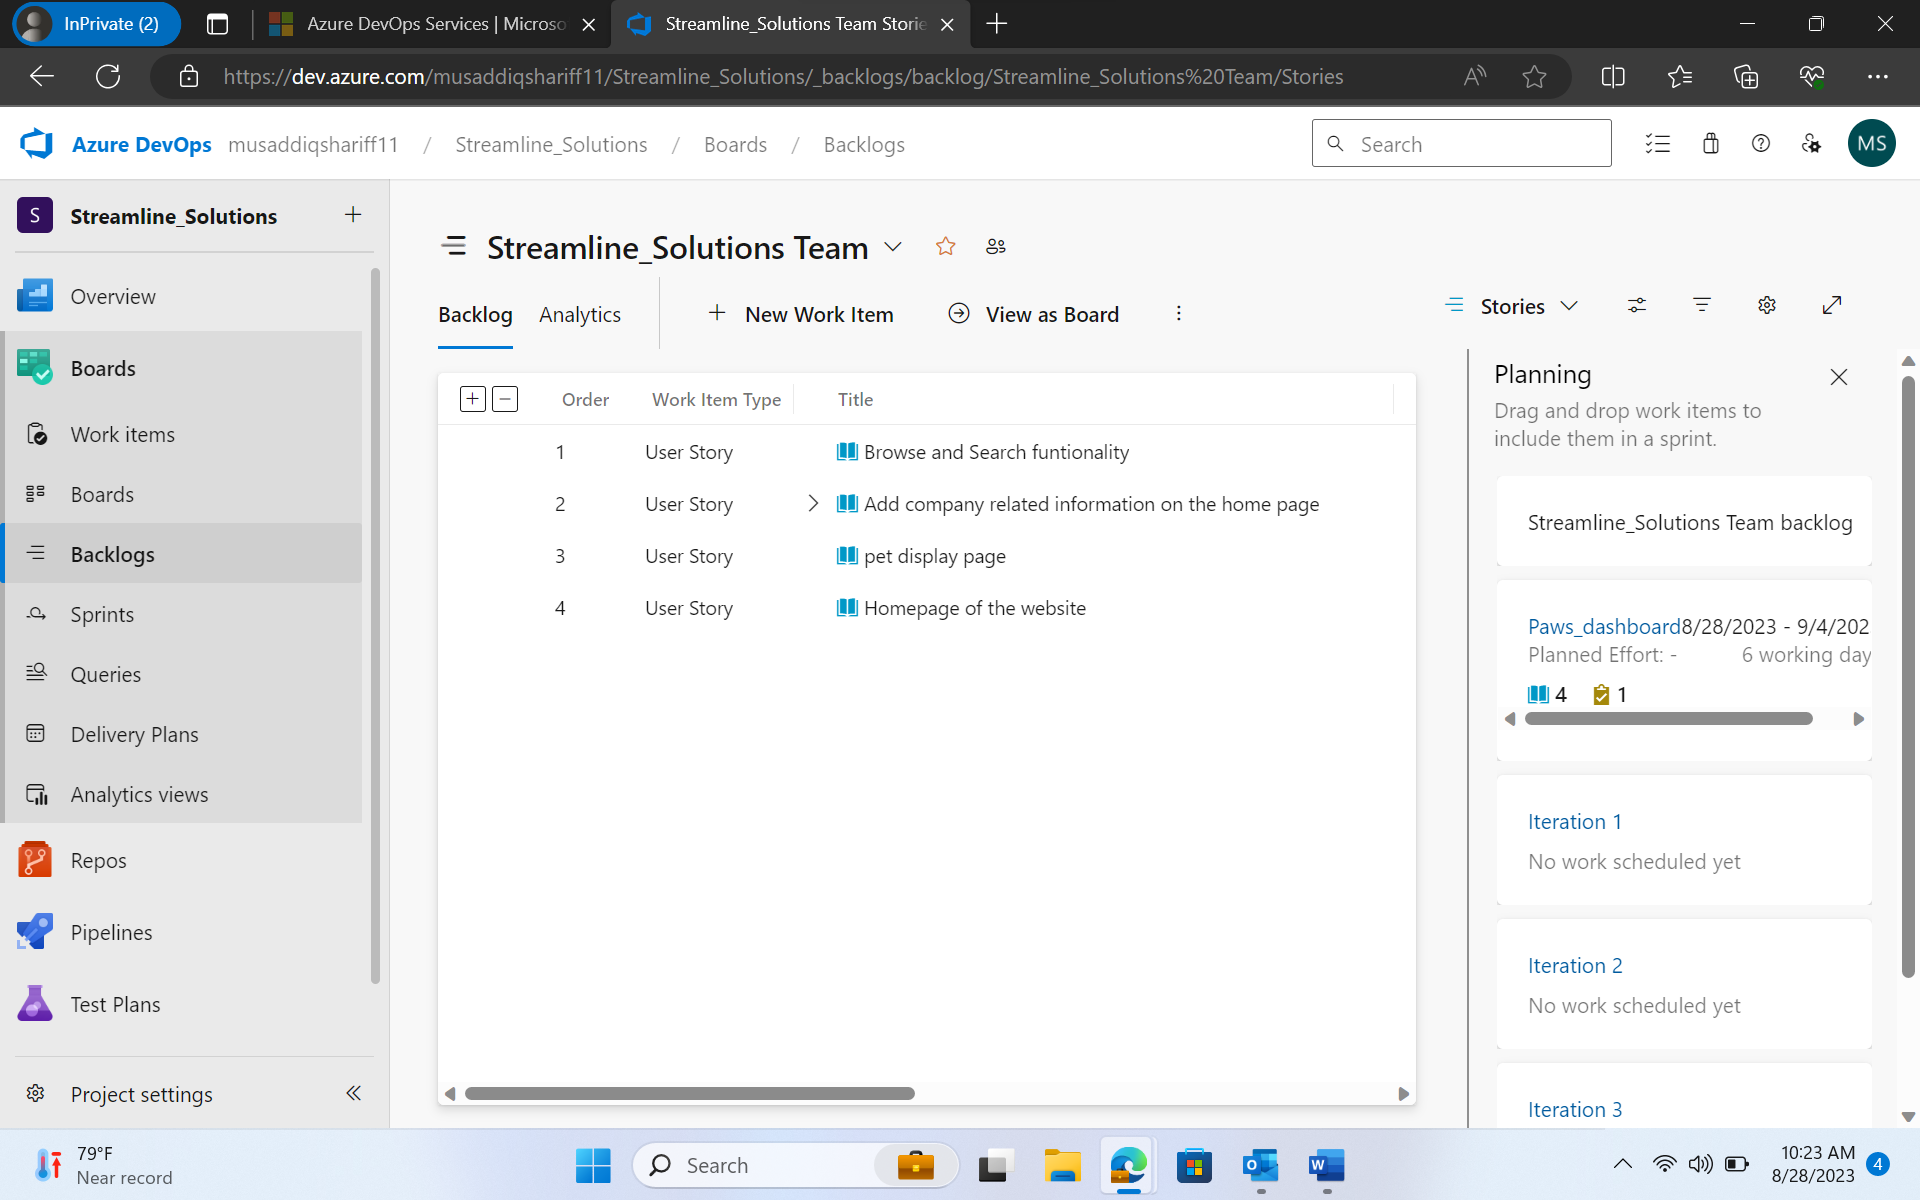 InPrivate (2)
Azure DevOps Services | Microso
Streamline_Solutions Team Storie
https://dev.azure.com/musaddiqshariff11/Streamline_Solutions/_backlogs/backlog/Streamline_Solutions%20Team/Stories
Azure DevOps musaddiqshariff11 / Streamline_Solutions / Boards / Backlogs
Search
MS
S Streamline_Solutions
Overview
Boards
Work items
Boards
Backlogs
Sprints
Queries
Delivery Plans
Analytics views
Repos
Pipelines
Test Plans
Project settings
Streamline_Solutions Team
Backlog Analytics
New Work Item
View as Board
Stories
Order Work Item Type Title
1 User Story Browse and Search funtionality
2 User Story Add company related information on the home page
3 User Story pet display page
4 User Story Homepage of the website
Planning
Drag and drop work items to
include them in a sprint.
Streamline_Solutions Team backlog
Paws_dashboard8/28/2023 - 9/4/202
Planned Effort: - 6 working day
4 1
Iteration 1
No work scheduled yet
Iteration 2
No work scheduled yet
Iteration 3
79°F
Near record
Search
10:23 AM
8/28/2023
4